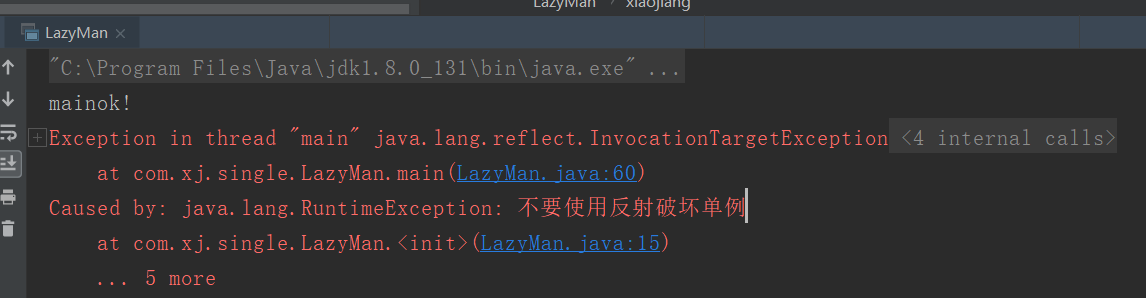 LazyMan xiaojiang
LazyMan
"C:\Program Files\Java\jdk1.8.0_131\bin\java.exe" ...
mainok!
Exception in thread "main" java.lang.reflect.InvocationTargetException <4 internal calls>
at com.xj.single.LazyMan.main(LazyMan.java:60)
Caused by: java.lang.RuntimeException: 不要使用反射破坏单例
at com.xj.single.LazyMan.<init>(LazyMan.java:15)
... 5 more